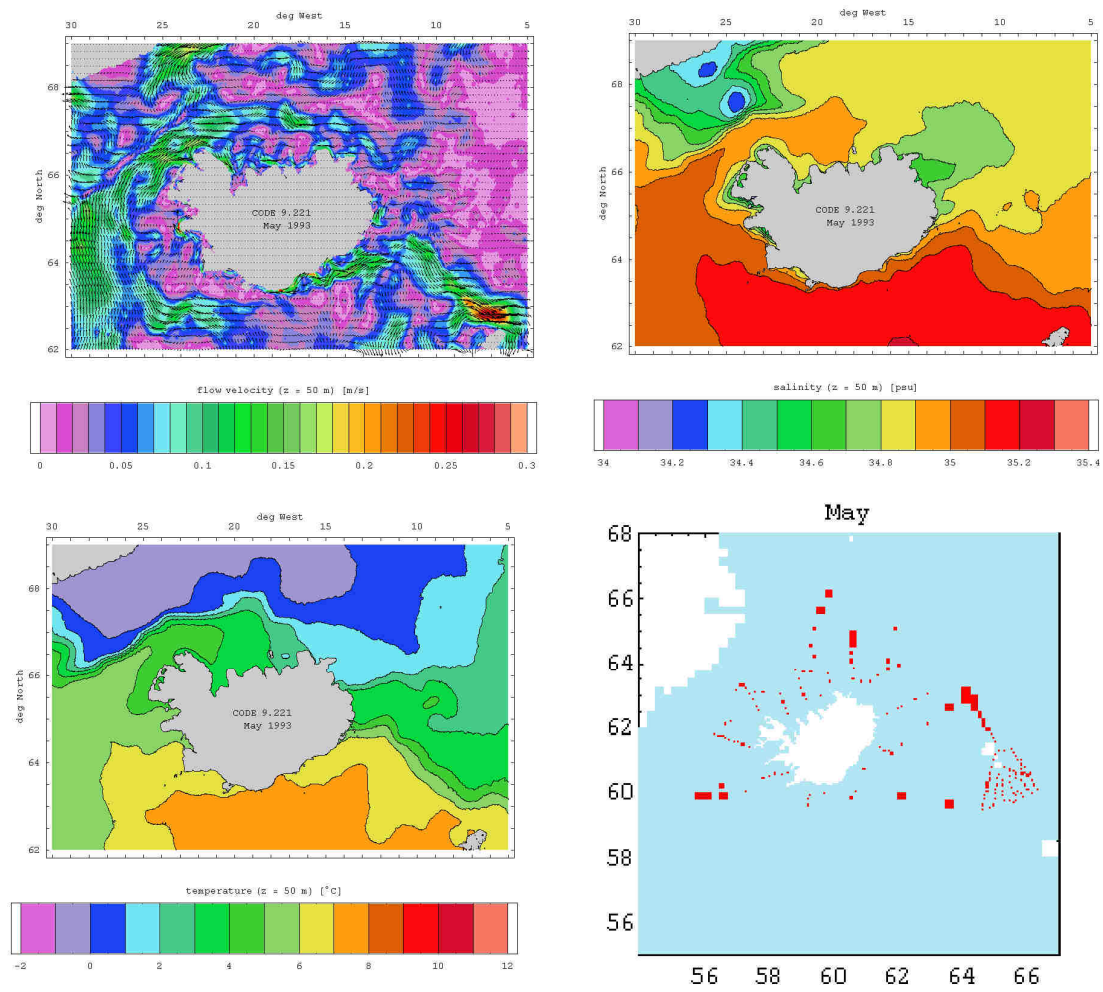 deg West
30 25 20 15 10 5
68
66
64
62
deg North
CODE 9.221
May 1993
flow velocity (z = 50 m) [m/s]
0 0.05 0.1 0.15 0.2 0.25 0.3
deg West
30 25 20 15 10 5
68
66
64
62
deg North
CODE 9.221
May 1993
salinity (z = 50 m) [psu]
34 34.2 34.4 34.6 34.8 35 35.2 35.4
deg West
30 25 20 15 10 5
68
66
64
62
deg North
CODE 9.221
May 1993
temperature (z = 50 m) [°C]
-2 0 2 4 6 8 10 12
May
68
66
64
62
60
58
56
56 58 60 62 64 66